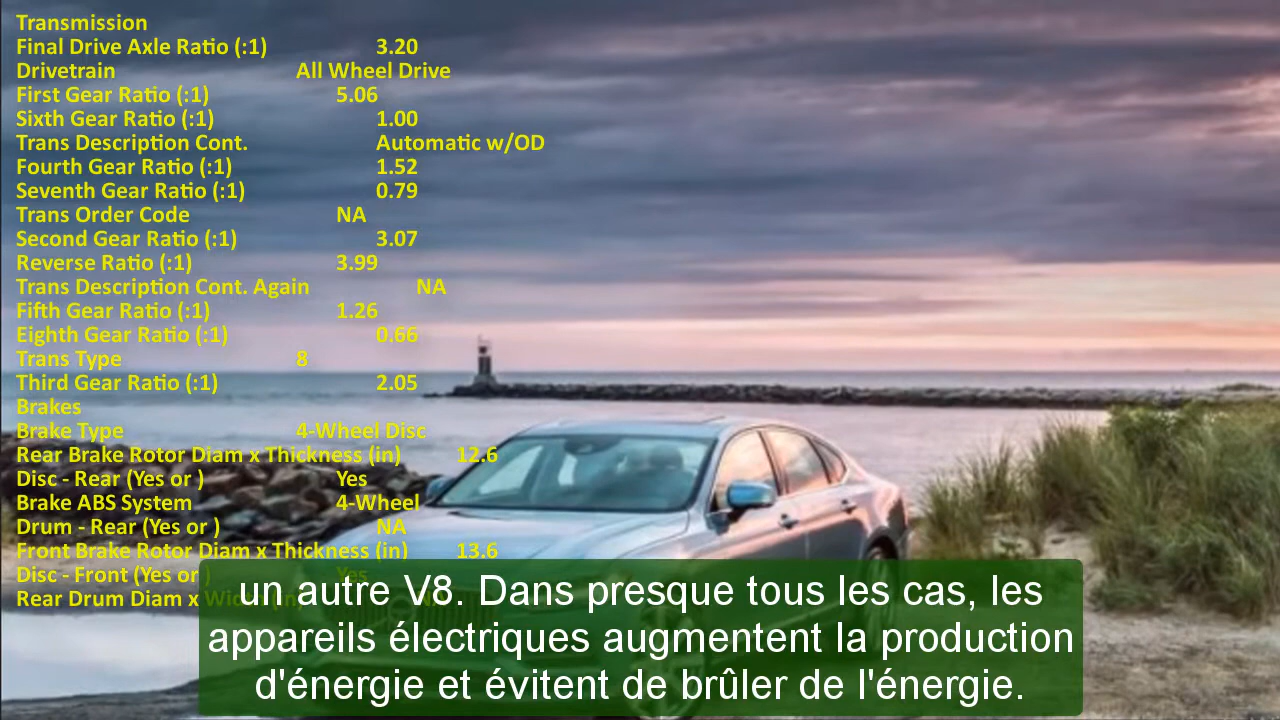 Transmission
Final Drive Axle Ratio (:1) 3.20
Drivetrain All Wheel Drive
First Gear Ratio (:1) 5.06
Sixth Gear Ratio (:1) 1.00
Trans Description Cont. Automatic w/OD
Fourth Gear Ratio (:1) 1.52
Seventh Gear Ratio (:1) 0.79
Trans Order Code NA
Second Gear Ratio (:1) 3.07
Reverse Ratio (:1) 3.99
Trans Description Cont. Again NA
Fifth Gear Ratio (:1) 1.26
Eighth Gear Ratio (:1) 0.66
Trans Type 8
Third Gear Ratio (:1) 2.05
Brakes
Brake Type 4-Wheel Disc
Rear Brake Rotor Diam x Thickness (in) 12.6
Disc - Rear (Yes or ) Yes
Brake ABS System 4-Wheel
Drum - Rear (Yes or ) NA
Front Brake Rotor Diam x Thickness (in) 13.6
Disc - Front (Yes or ) Yes
Rear Drum Diam x Width (in)
un autre V8. Dans presque tous les cas, les
appareils électriques augmentent la production
d'énergie et évitent de brûler de l'énergie.